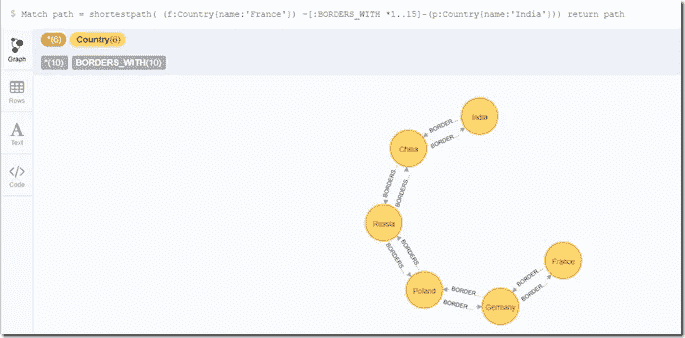 $ Match path = shortestpath( (f:Country{name:'France'}) -[:BORDERS_WITH *1..15]-(p:Country{name:'India'})) return path
Graph
*(6) Country(6)
*(10) BORDERS_WITH(10)
Rows
Text
Code
India
BORDER...
BORDER...
China
BORDERS...
BORDERS...
Russia
BORDERS...
BORDERS...
France
BORDER...
BORDER...
Poland
BORDER...
BORDER...
Germany